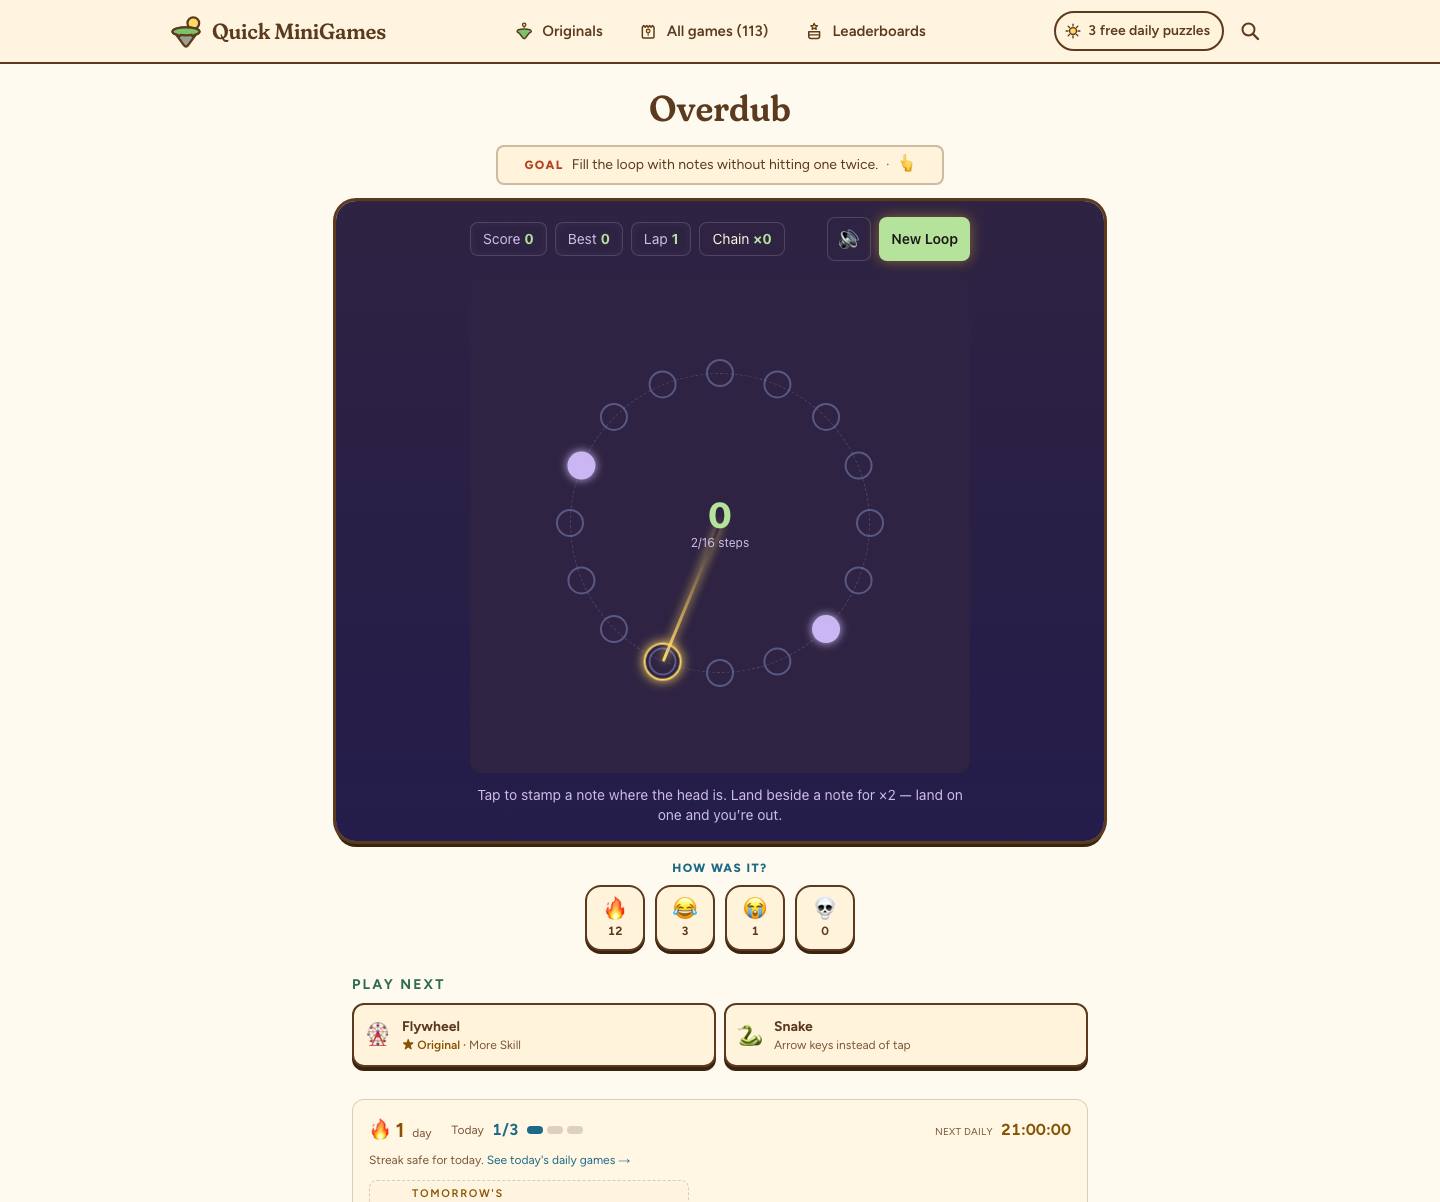 Quick MiniGames
Originals
All games (113)
Leaderboards
3 free daily puzzles
Overdub
GOAL Fill the loop with notes without hitting one twice. ·
Score 0
Best 0
Lap 1
Chain ×0
New Loop
0
2/16 steps
Tap to stamp a note where the head is. Land beside a note for ×2 — land on
one and you're out.
HOW WAS IT?
12
3
1
0
PLAY NEXT
Flywheel
Original · More Skill
Snake
Arrow keys instead of tap
1 day
Today 1/3
NEXT DAILY 21:00:00
Streak safe for today. See today's daily games →
TOMORROW'S